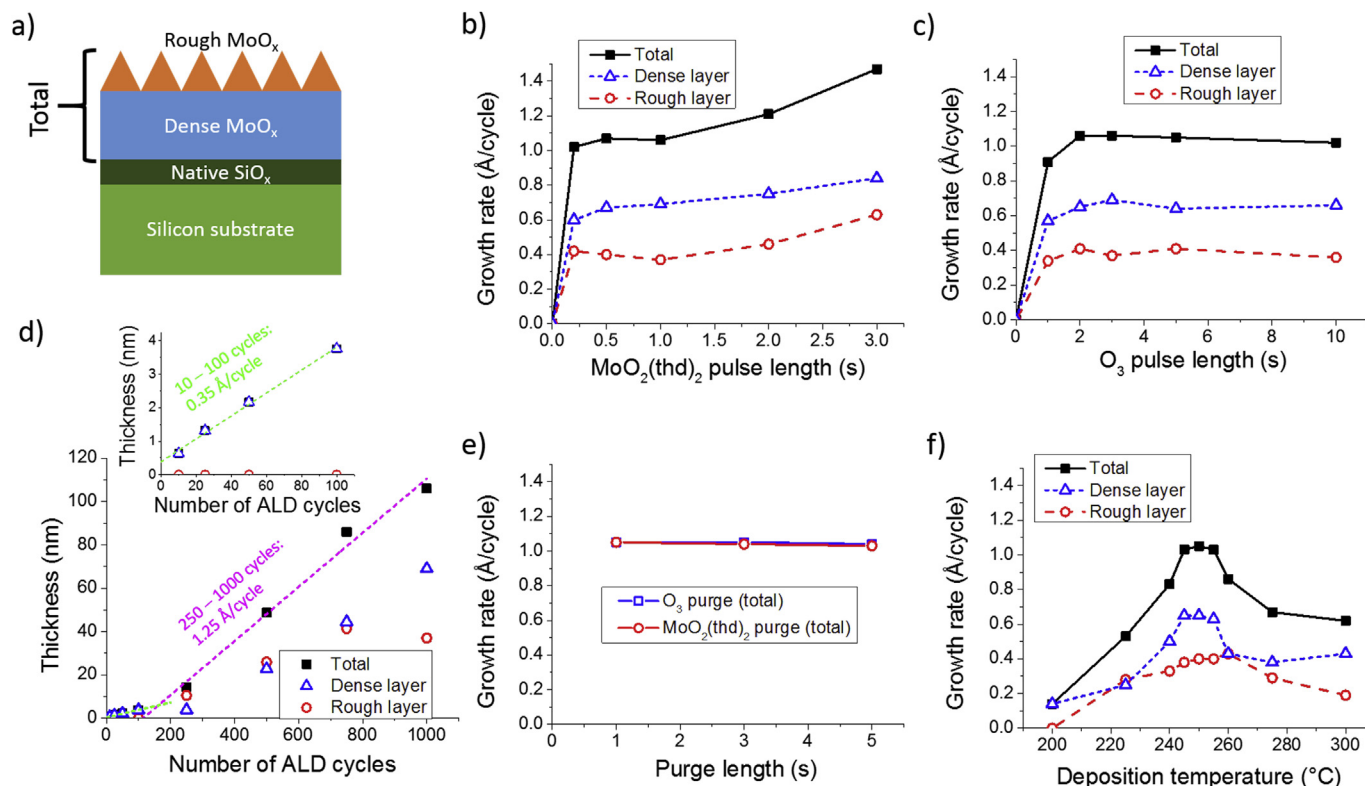 a)
Rough MoOₓ
Total
Dense MoOₓ
Native SiOₓ
Silicon substrate
b)
Total
Dense layer
Rough layer
1.4
1.2
1.0
0.8
0.6
0.4
0.2
0.0
Growth rate (Å/cycle)
0.0 0.5 1.0 1.5 2.0 2.5 3.0
MoO₂(thd)₂ pulse length (s)
c)
Total
Dense layer
Rough layer
1.4
1.2
1.0
0.8
0.6
0.4
0.2
0.0
Growth rate (Å/cycle)
0 2 4 6 8 10
O₃ pulse length (s)
d)
10 – 100 cycles:
0.35 Å/cycle
4
3
2
1
0
Thickness (nm)
0 20 40 60 80 100
Number of ALD cycles
250 – 1000 cycles:
1.25 Å/cycle
120
100
80
60
40
20
0
Thickness (nm)
Total
Dense layer
Rough layer
0 200 400 600 800 1000
Number of ALD cycles
e)
1.4
1.2
1.0
0.8
0.6
0.4
0.2
0.0
Growth rate (Å/cycle)
O₃ purge (total)
MoO₂(thd)₂ purge (total)
0 1 2 3 4 5
Purge length (s)
f)
Total
Dense layer
Rough layer
1.4
1.2
1.0
0.8
0.6
0.4
0.2
0.0
Growth rate (Å/cycle)
200 220 240 260 280 300
Deposition temperature (°C)